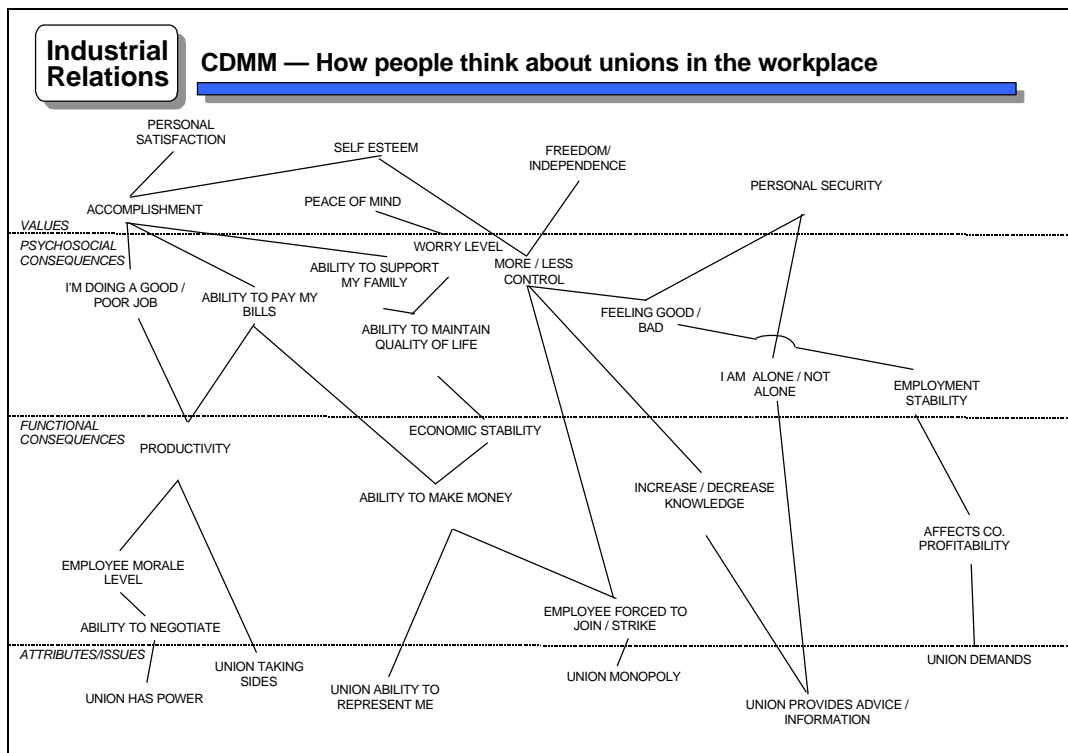 Industrial
Relations
CDMM — How people think about unions in the workplace
PERSONAL
SATISFACTION
SELF ESTEEM
FREEDOM/
INDEPENDENCE
PERSONAL SECURITY
ACCOMPLISHMENT
PEACE OF MIND
VALUES
PSYCHOSOCIAL
CONSEQUENCES
WORRY LEVEL
ABILITY TO SUPPORT
MY FAMILY
MORE / LESS
CONTROL
I'M DOING A GOOD /
POOR JOB
ABILITY TO PAY MY
BILLS
FEELING GOOD /
BAD
ABILITY TO MAINTAIN
QUALITY OF LIFE
I AM ALONE / NOT
ALONE
EMPLOYMENT
STABILITY
FUNCTIONAL
CONSEQUENCES
ECONOMIC STABILITY
PRODUCTIVITY
ABILITY TO MAKE MONEY
INCREASE / DECREASE
KNOWLEDGE
AFFECTS CO.
PROFITABILITY
EMPLOYEE MORALE
LEVEL
EMPLOYEE FORCED TO
JOIN / STRIKE
ABILITY TO NEGOTIATE
ATTRIBUTES/ISSUES
UNION TAKING
SIDES
UNION MONOPOLY
UNION DEMANDS
UNION HAS POWER
UNION ABILITY TO
REPRESENT ME
UNION PROVIDES ADVICE /
INFORMATION